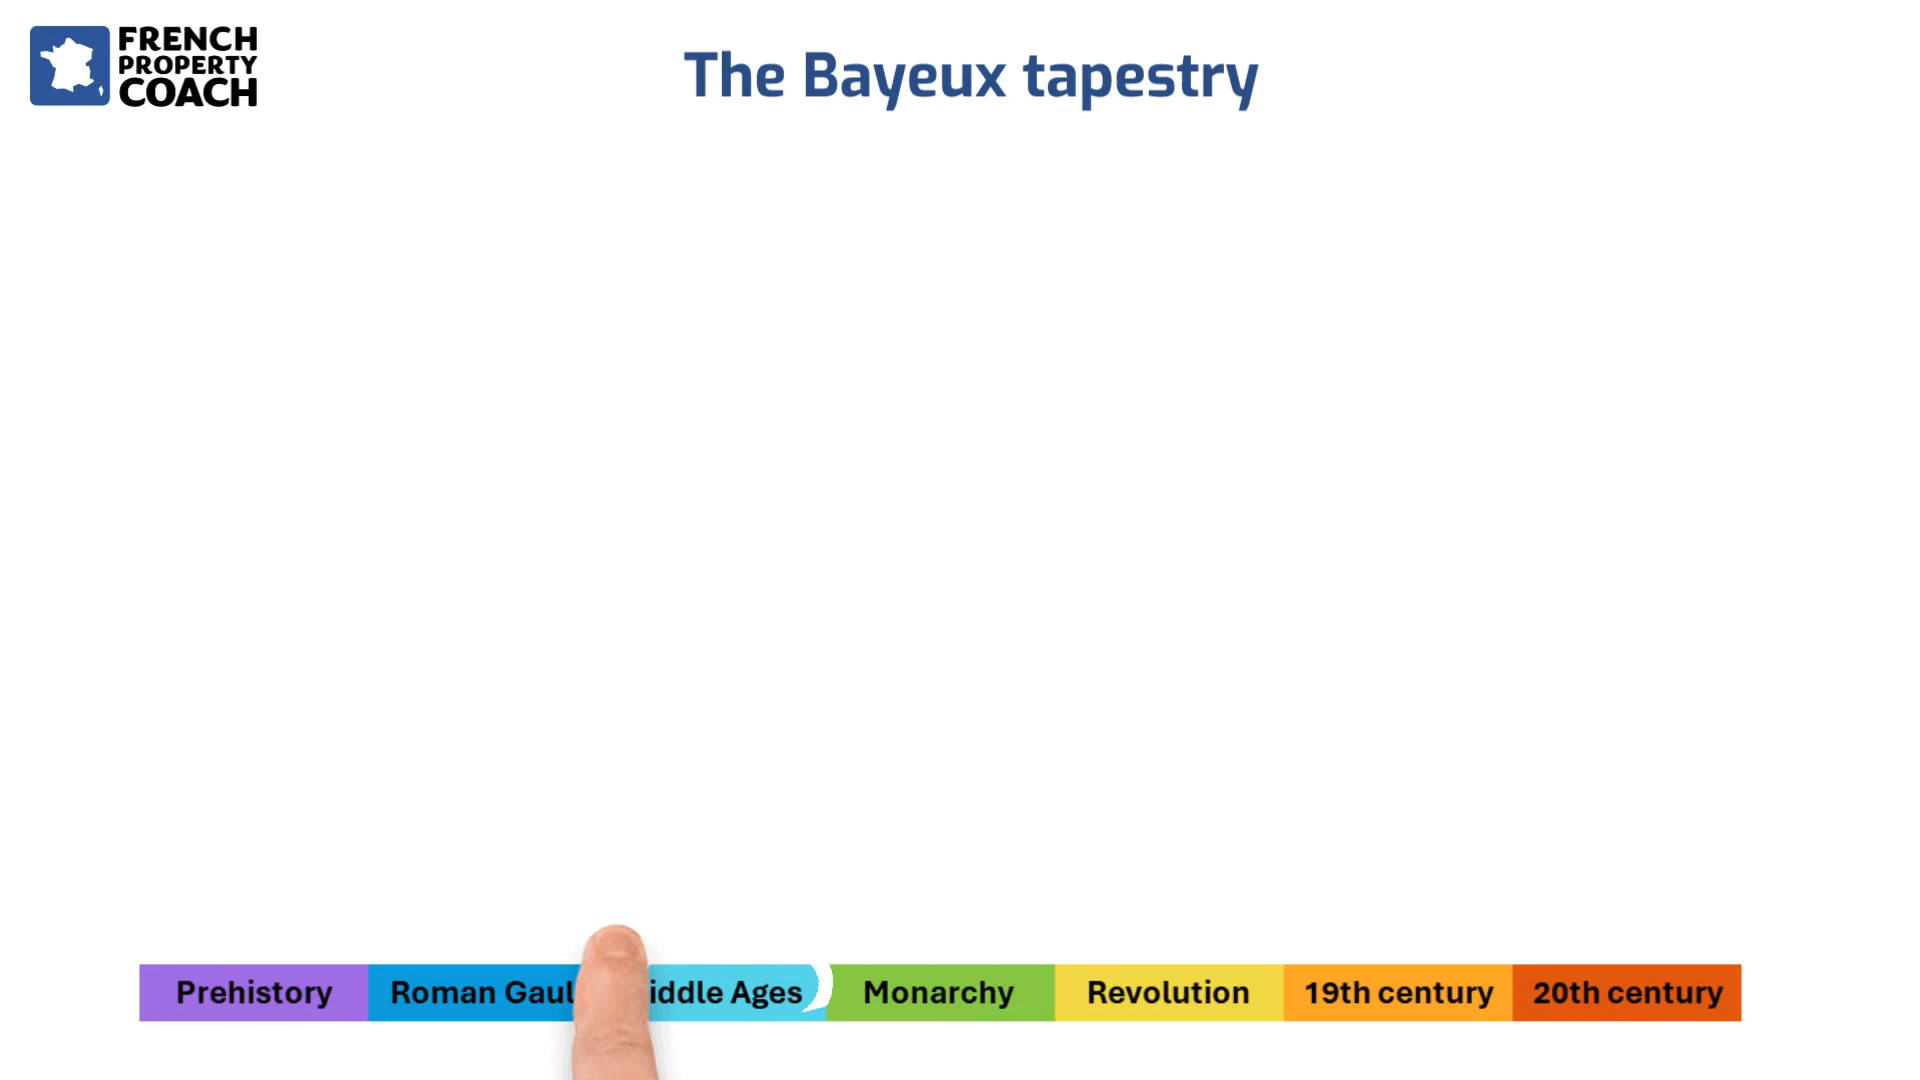 FRENCH
PROPERTY
COACH
The Bayeux tapestry
Prehistory Roman Gaul iddle Ages Monarchy Revolution 19th century 20th century